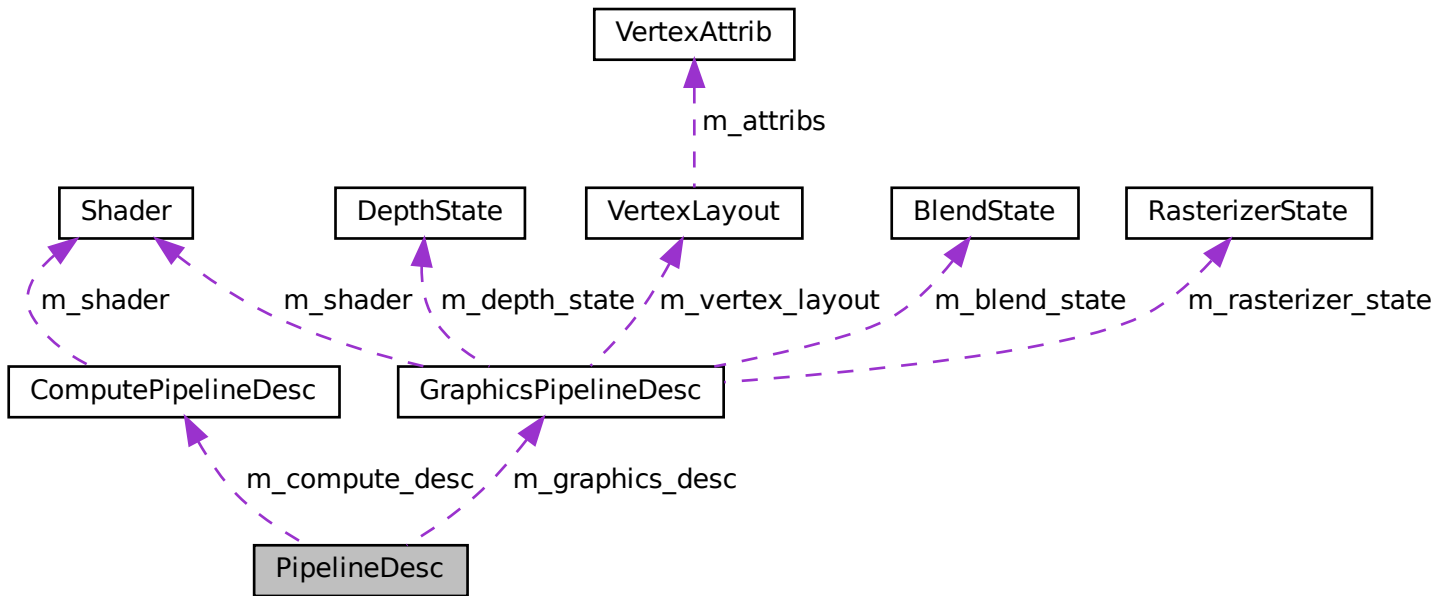 VertexAttrib
m_attribs
Shader
DepthState
VertexLayout
BlendState
RasterizerState
m_shader
m_shader
m_depth_state
m_vertex_layout
m_blend_state
m_rasterizer_state
ComputePipelineDesc
GraphicsPipelineDesc
m_compute_desc
m_graphics_desc
PipelineDesc